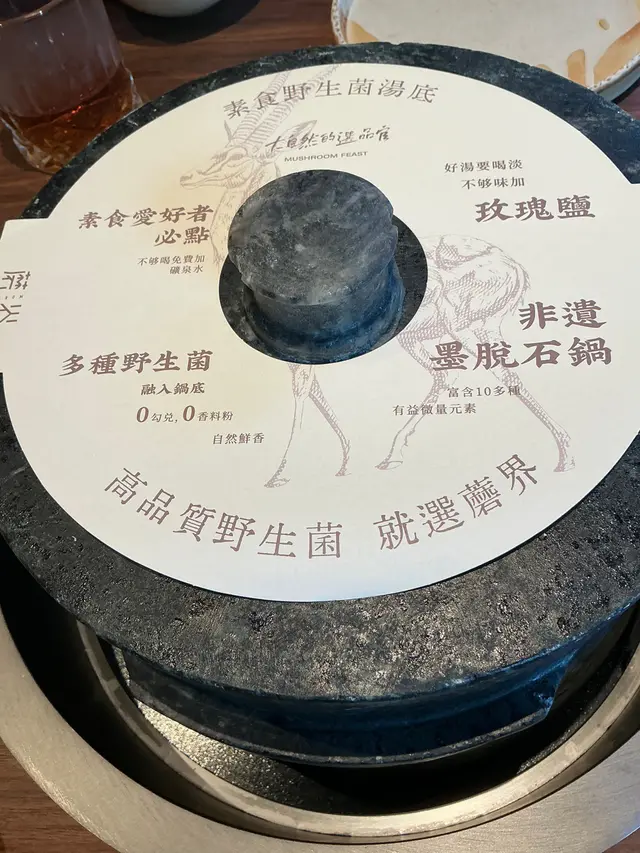 素食野生菌湯底
大自然的選品官
MUSHROOM FEAST
好湯要喝淡
不够味加
玫瑰鹽
素食愛好者
必點
不够喝免費加
礦泉水
非遺
墨脫石鍋
富含10多種
有益微量元素
多種野生菌
融入鍋底
0勾兌,0香料粉
自然鮮香
高品質野生菌 就選蘑界